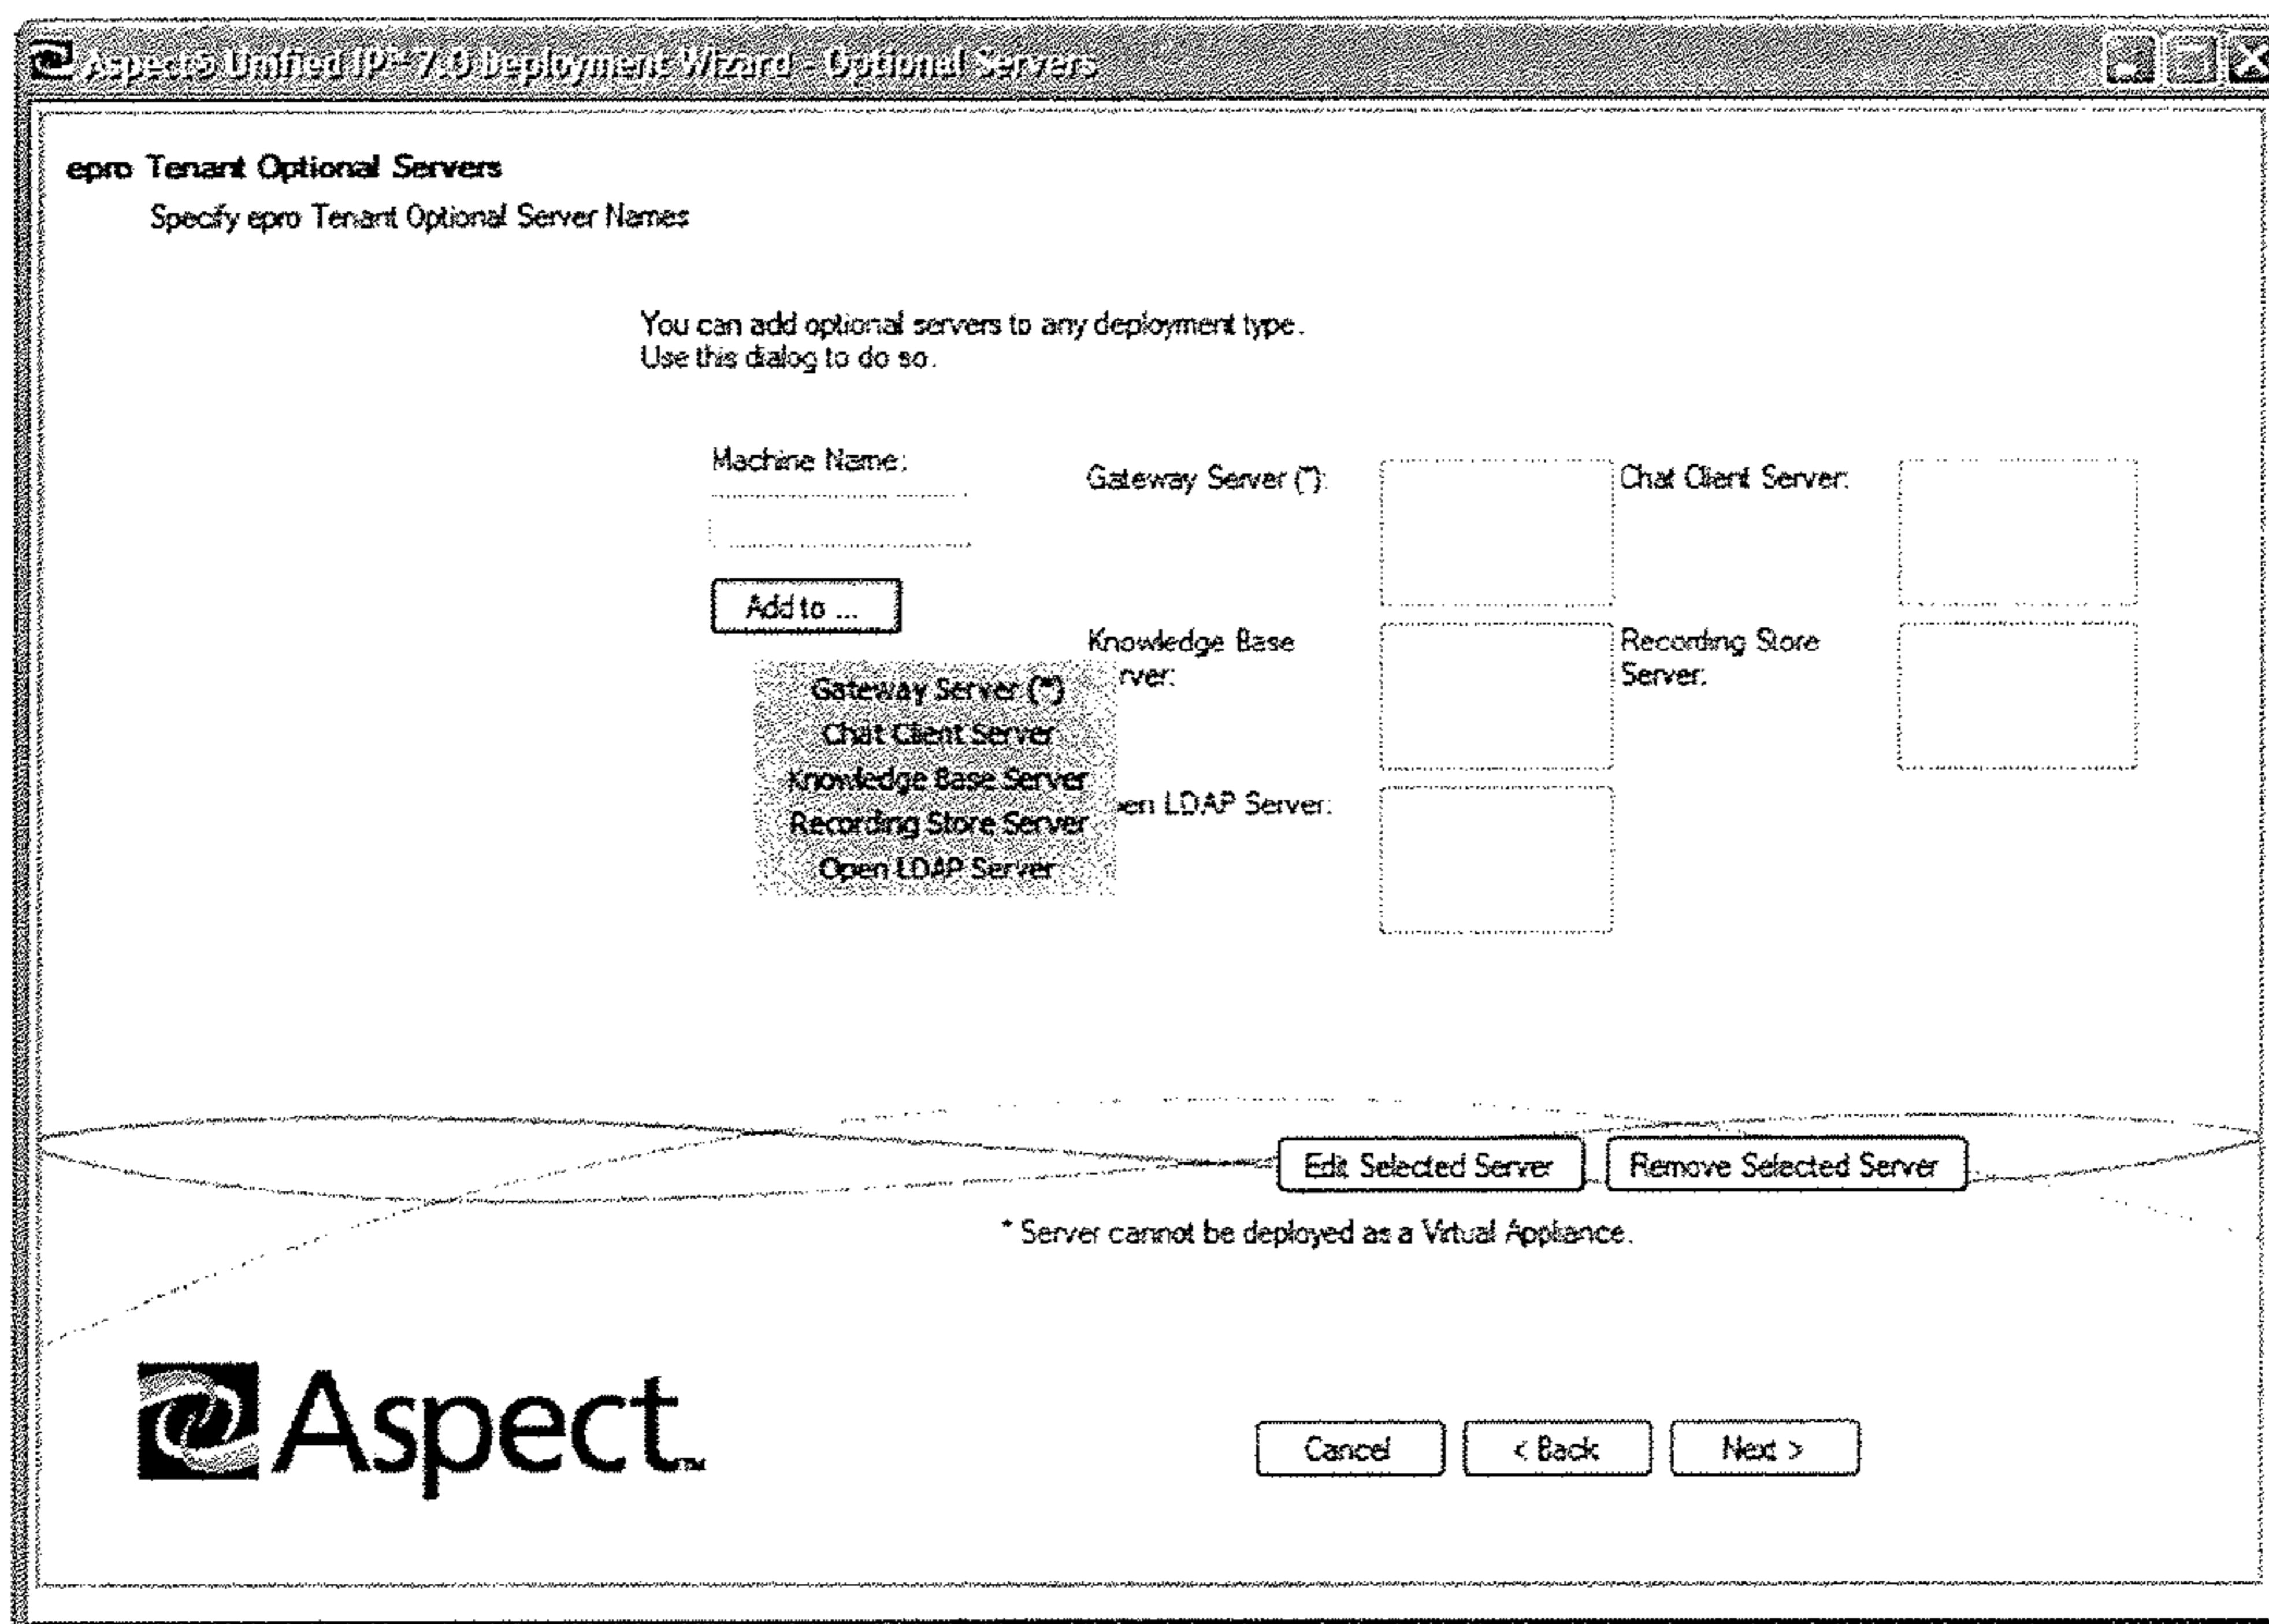 Aspect® Unified IP™ 7.0 Deployment Wizard - Optional Servers
epro Tenant Optional Servers
Specify epro Tenant Optional Server Names
You can add optional servers to any deployment type.
Use this dialog to do so.
Machine Name:
Gateway Server (*):
Chat Client Server:
Add to ...
Knowledge Base
rver:
Recording Store
Server:
Gateway Server (*)
Chat Client Server
Knowledge Base Server
Recording Store Server
Open LDAP Server
en LDAP Server:
Edit Selected Server
Remove Selected Server
* Server cannot be deployed as a Virtual Appliance.
Aspect™
Cancel
< Back
Next >